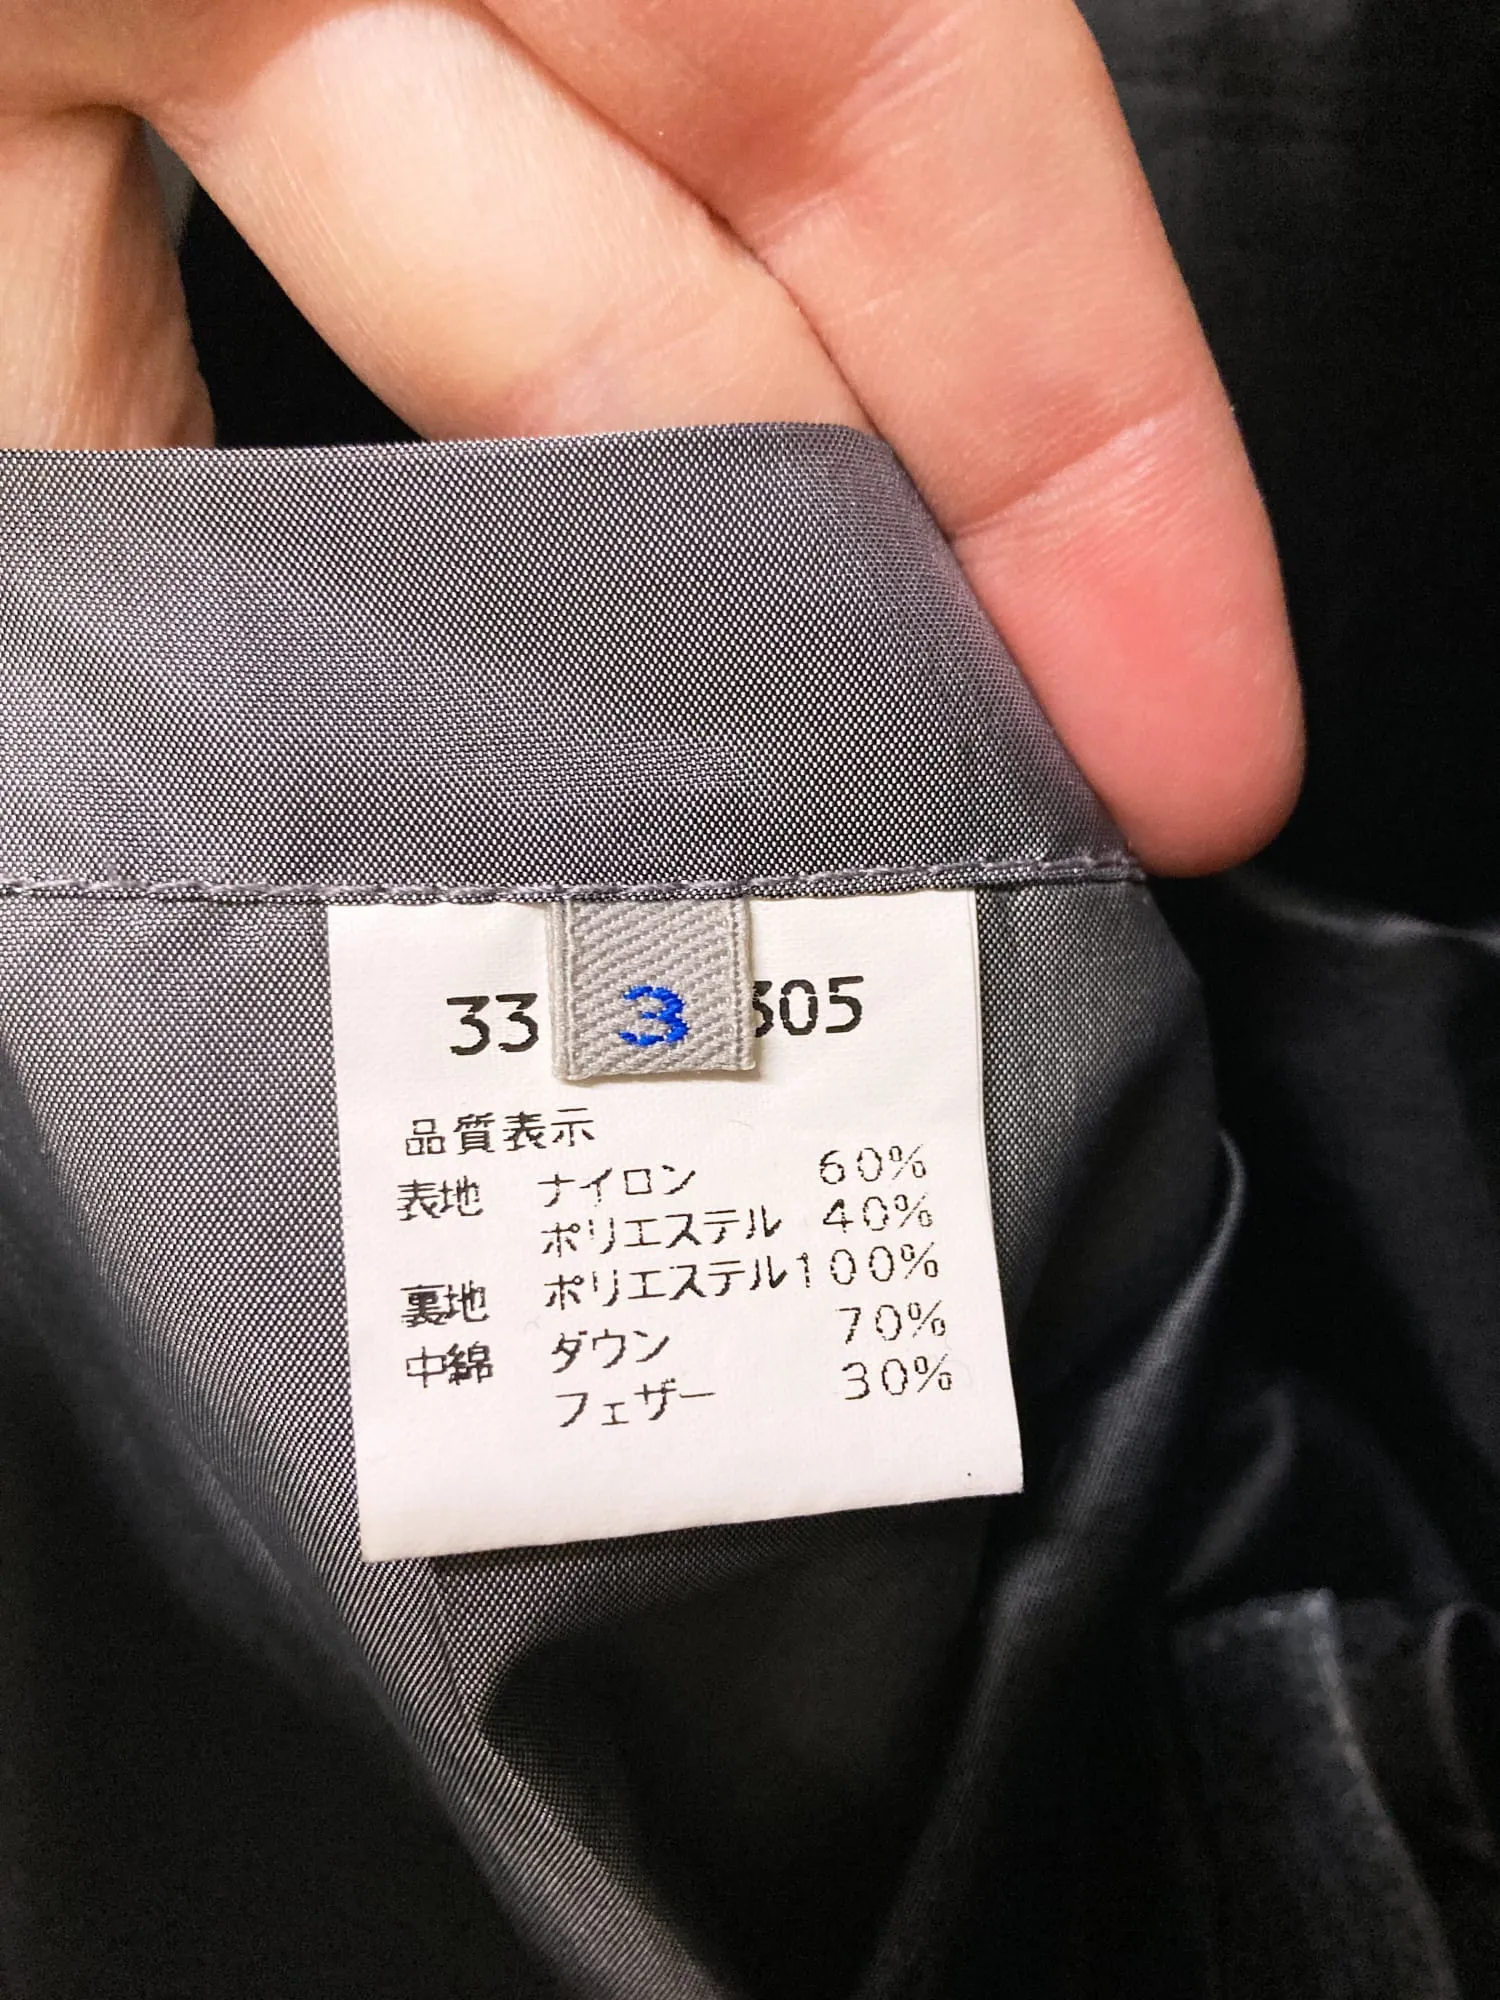 33 305
3
品質表示
表地 ナイロン 60%
ポリエステル 40%
裏地 ポリエステル100%
中綿 ダウン 70%
フェザー 30%